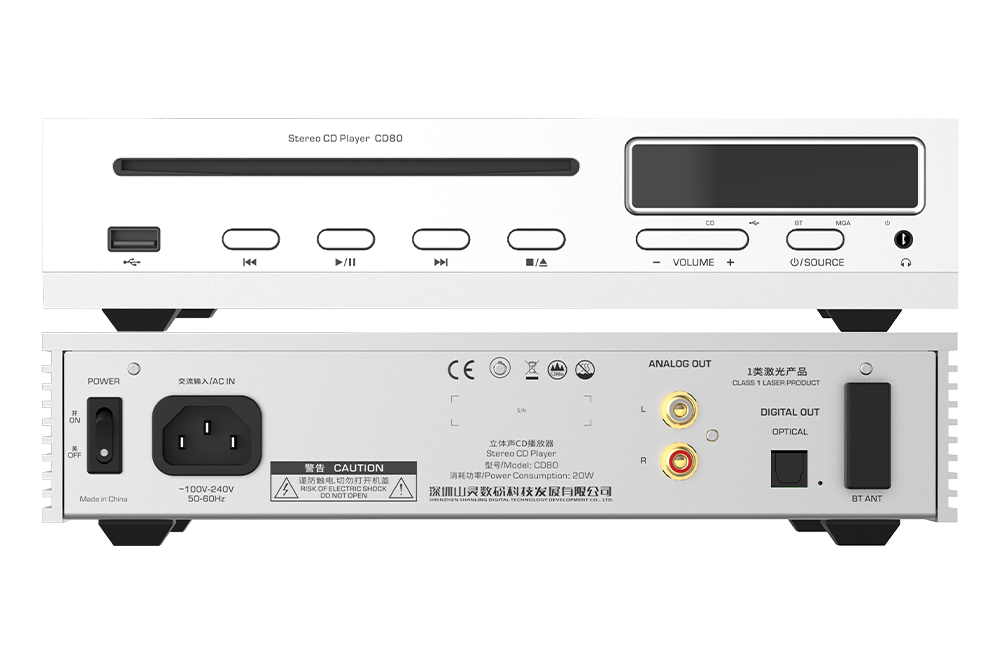 Stereo CD Player CD80
CD
BT
MQA
− VOLUME +
/SOURCE
POWER
开
ON
关
OFF
Made in China
交流输入/AC IN
~100V-240V
50-60Hz
警告 CAUTION
谨防触电,切勿打开机盖
RISK OF ELECTRIC SHOCK
DO NOT OPEN
CE
S/N
立体声CD播放器
Stereo CD Player
型号/Model: CD80
消耗功率/Power Consumption: 20W
深圳山灵数码科技发展有限公司
SHENZHEN SHANLING DIGITAL TECHNOLOGY DEVELOPMENT CO., LTD.
ANALOG OUT
L
R
1类激光产品
CLASS 1 LASER PRODUCT
DIGITAL OUT
OPTICAL
BT ANT